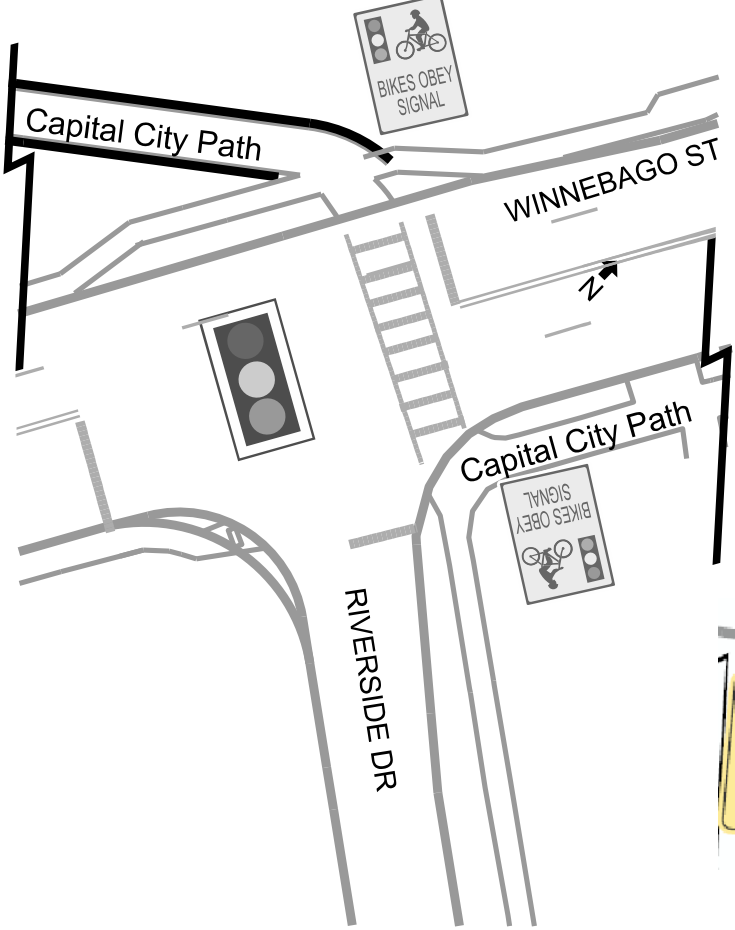 BIKES OBEY
SIGNAL
Capital City Path
WINNEBAGO ST
N
Capital City Path
BIKES OBEY
SIGNAL
RIVERSIDE DR